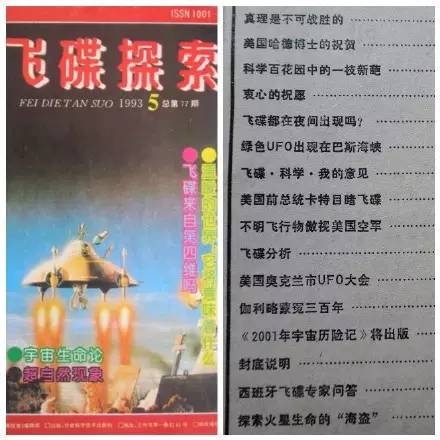 ISSN1001
飞碟探索
FEI DIE TAN SUO 1993 5 总第77期
飞碟来自第四维吗
宇宙生命论
超自然现象
真理是不可战胜的
美国哈德博士的祝贺
科学百花园中的一枝新葩
衷心的祝愿
飞碟都在夜间出现吗?
绿色UFO出现在巴斯海峡
飞碟·科学·我的意见
美国前总统卡特目睹飞碟
不明飞行物傲视美国空军
飞碟分析
美国奥克兰市UFO大会
伽利略蒙冤三百年
《2001年宇宙历险记》将出版
封底说明
西班牙飞碟专家问答
探索火星生命的“海盗”